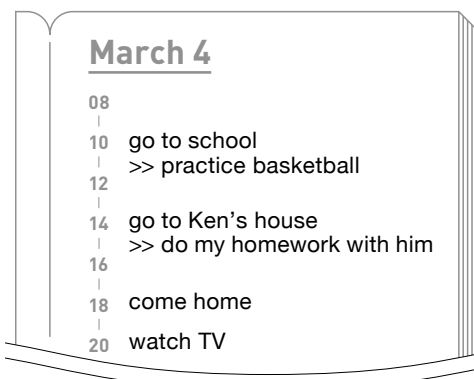 March 4
08
10 go to school
>> practice basketball
12
14 go to Ken's house
>> do my homework with him
16
18 come home
20 watch TV